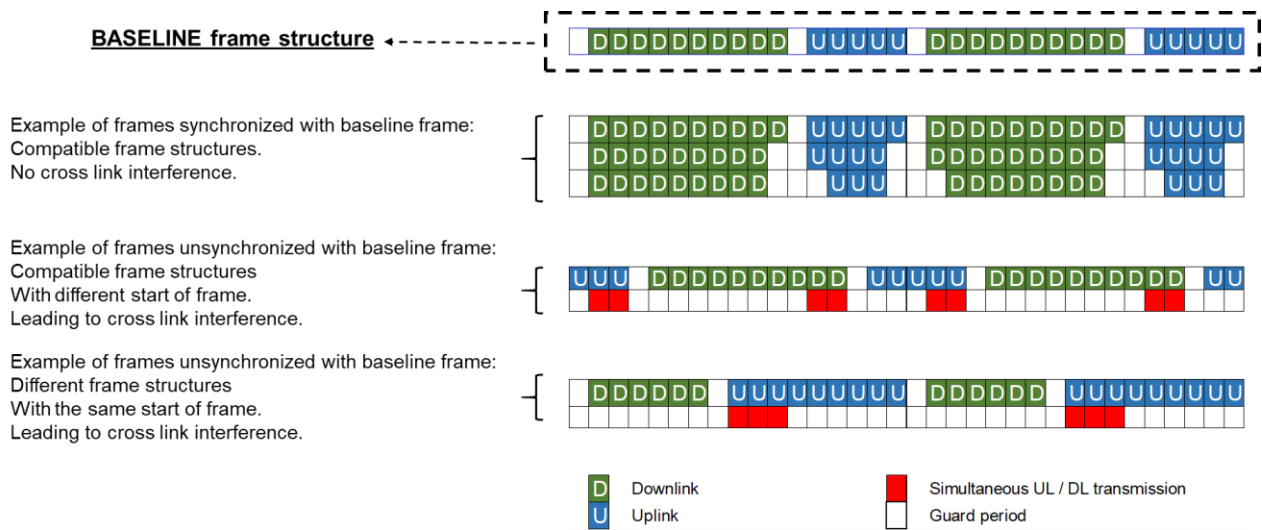 BASELINE frame structure
DDDDDDDDDD UUUUU DDDDDDDDDD UUUUU
Example of frames synchronized with baseline frame:
Compatible frame structures.
No cross link interference.
DDDDDDDDDD UUUUU DDDDDDDDDD UUUUU
DDDDDDDDD UUUU DDDDDDDDD UUUU
DDDDDDDDD UUU DDDDDDDD UUU
Example of frames unsynchronized with baseline frame:
Compatible frame structures
With different start of frame.
Leading to cross link interference.
UUU DDDDDDDDDD UUUUU DDDDDDDDDD UU
Example of frames unsynchronized with baseline frame:
Different frame structures
With the same start of frame.
Leading to cross link interference.
DDDDDD UUUUUUUUU DDDDDD UUUUUUUUU
D Downlink
U Uplink
Simultaneous UL / DL transmission
Guard period